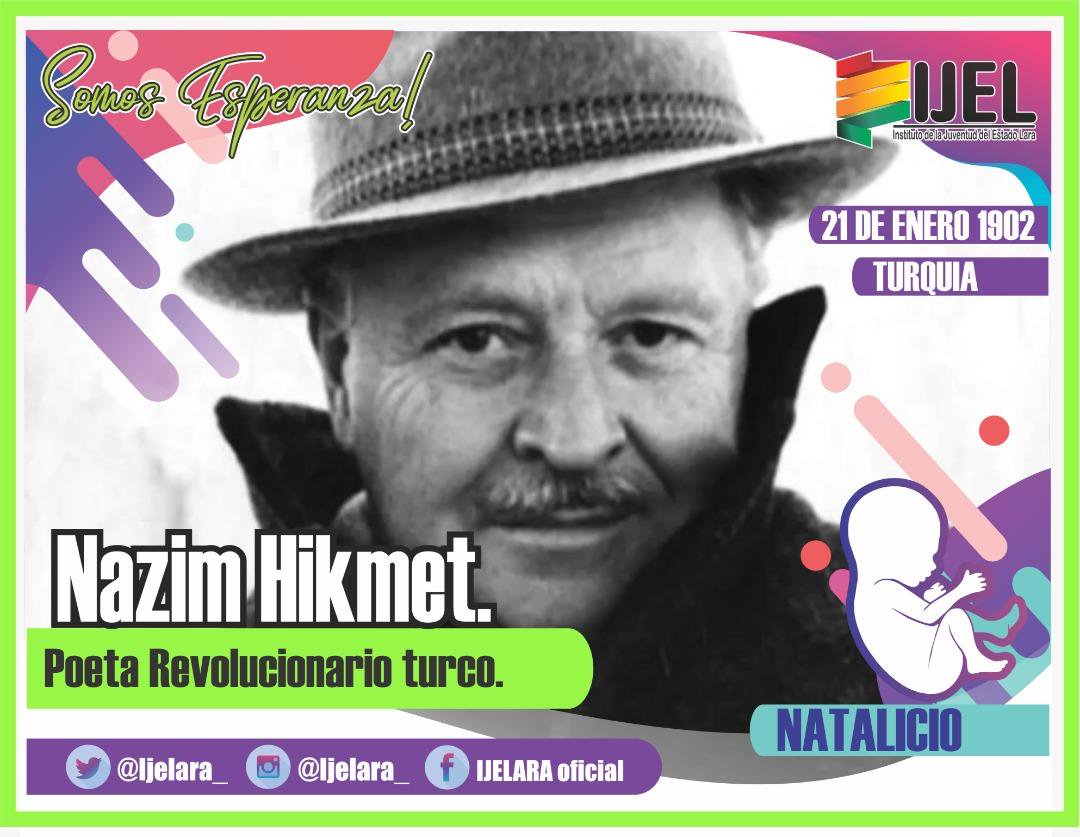 Somos Esperanza!
IJEL
Instituto de la Juventud del Estado Lara
21 DE ENERO 1902
TURQUIA
Nazim Hikmet.
Poeta Revolucionario turco.
NATALICIO
@Ijelara_ @Ijelara_ IJELARA oficial